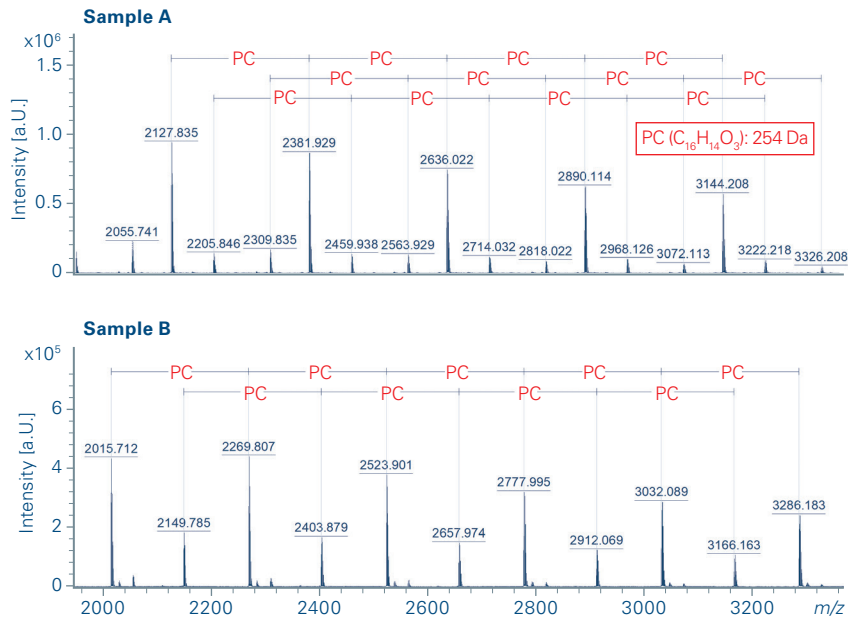 Sample A
x10⁶
PC PC PC PC
1.5
PC PC PC PC
PC PC PC PC
PC (C₁₆H₁₄O₃): 254 Da
1.0
0.5
0
Intensity [a.U.]
2055.741
2127.835
2205.846
2309.835
2381.929
2459.938
2563.929
2636.022
2714.032
2818.022
2890.114
2968.126
3072.113
3144.208
3222.218
3326.208
Sample B
x10⁵
PC PC PC PC PC
PC PC PC PC
6
4
2
0
Intensity [a.U.]
2015.712
2149.785
2269.807
2403.879
2523.901
2657.974
2777.995
2912.069
3032.089
3166.163
3286.183
2000 2200 2400 2600 2800 3000 3200 m/z